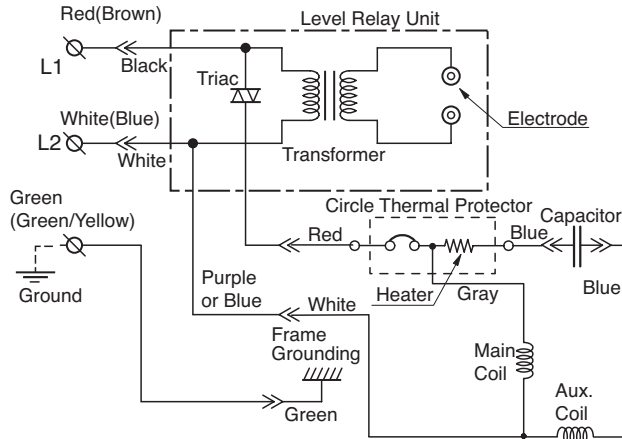 Red(Brown)
Level Relay Unit
L1
Black
Triac
White(Blue)
Electrode
L2
White
Transformer
Green
(Green/Yellow)
Circle Thermal Protector
Capacitor
Red
Blue
Ground
Purple
or Blue
White
Heater
Gray
Blue
Frame
Grounding
Main
Coil
Green
Aux.
Coil